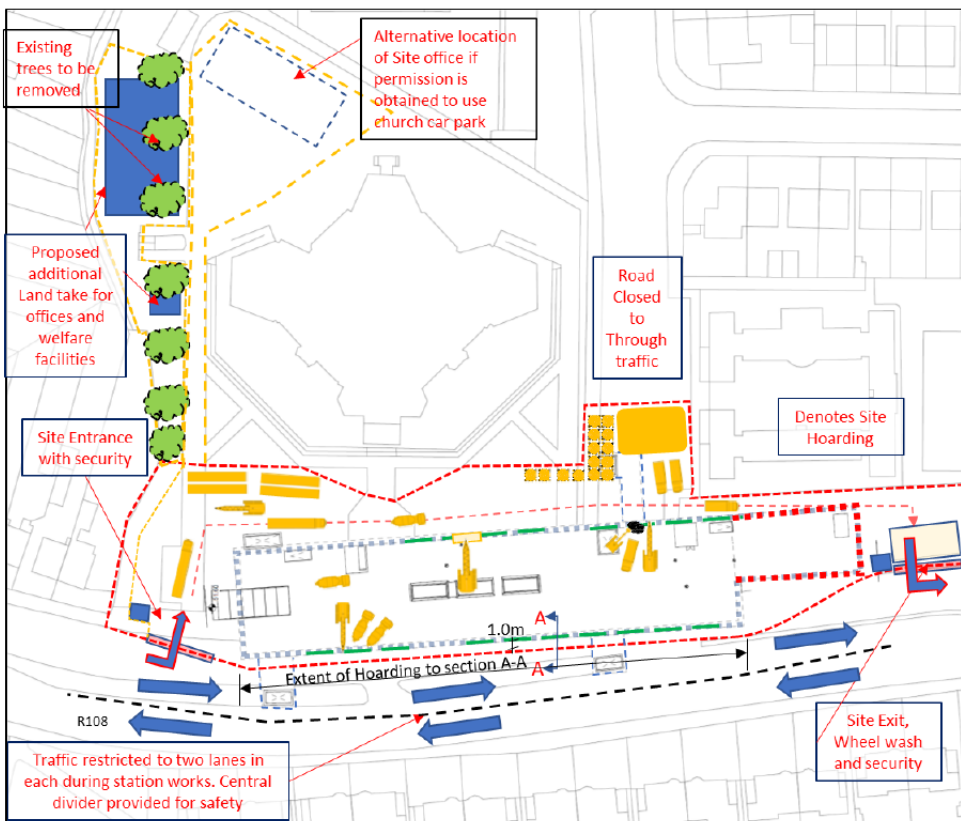 Existing
trees to be
removed
Alternative location
of Site office if
permission is
obtained to use
church car park
Proposed
additional
Land take for
offices and
welfare
facilities
Road
Closed
to
Through
traffic
Site Entrance
with security
Denotes Site
Hoarding
A
1.0m
A
Extent of Hoarding to section A-A
R108
Traffic restricted to two lanes in
each during station works. Central
divider provided for safety
Site Exit,
Wheel wash
and security